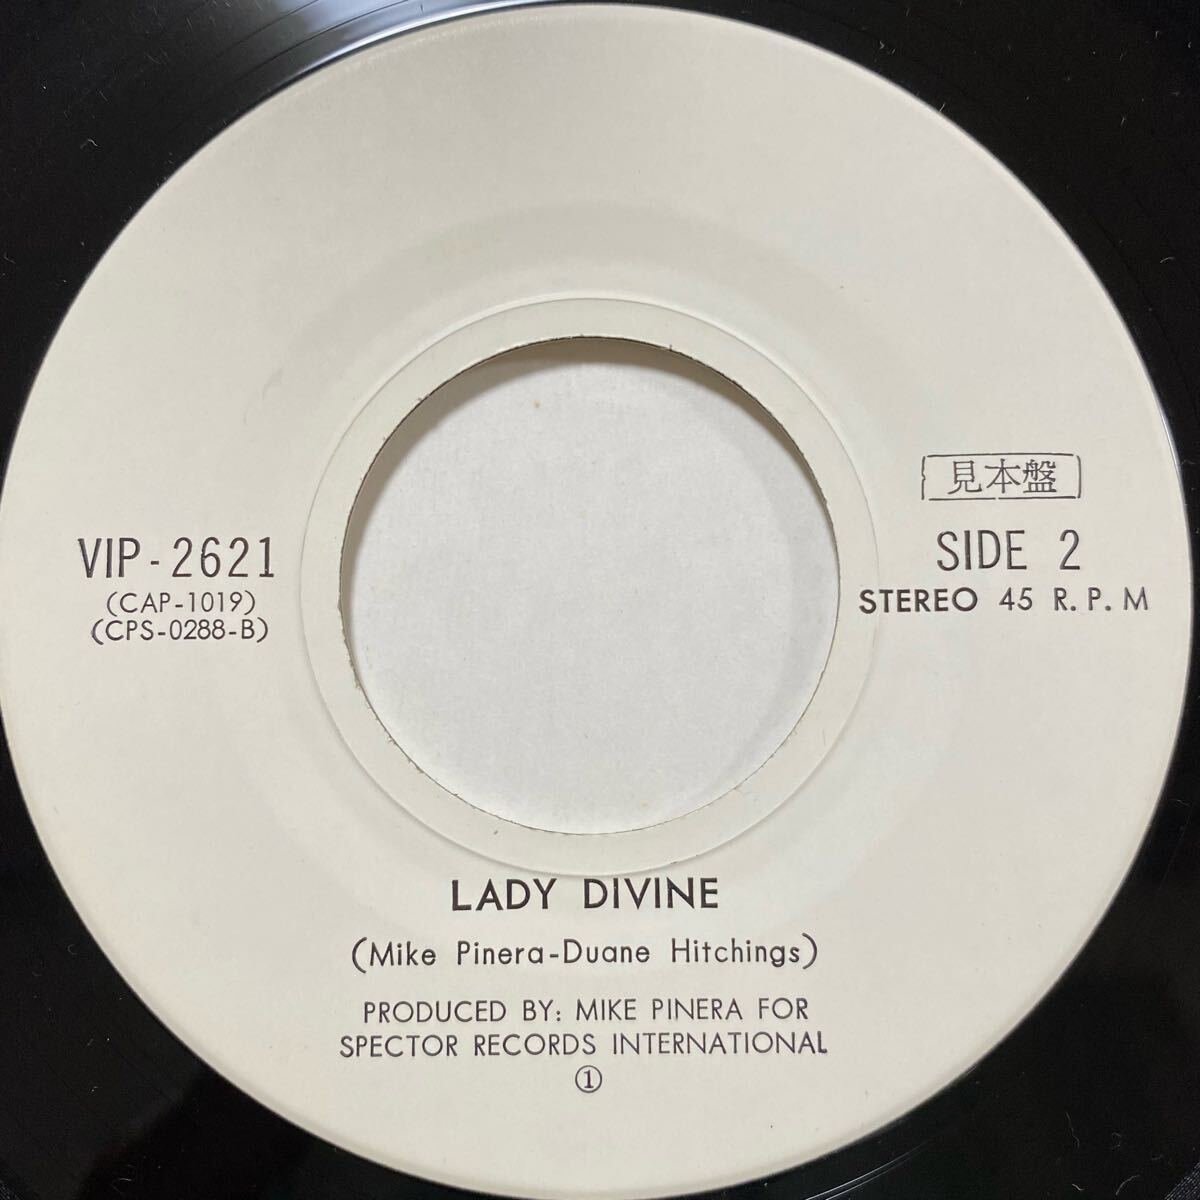 見本盤
VIP-2621
(CAP-1019)
(CPS-0288-B)
SIDE 2
STEREO 45 R.P.M
LADY DIVINE
(Mike Pinera-Duane Hitchings)
PRODUCED BY: MIKE PINERA FOR
SPECTOR RECORDS INTERNATIONAL
①